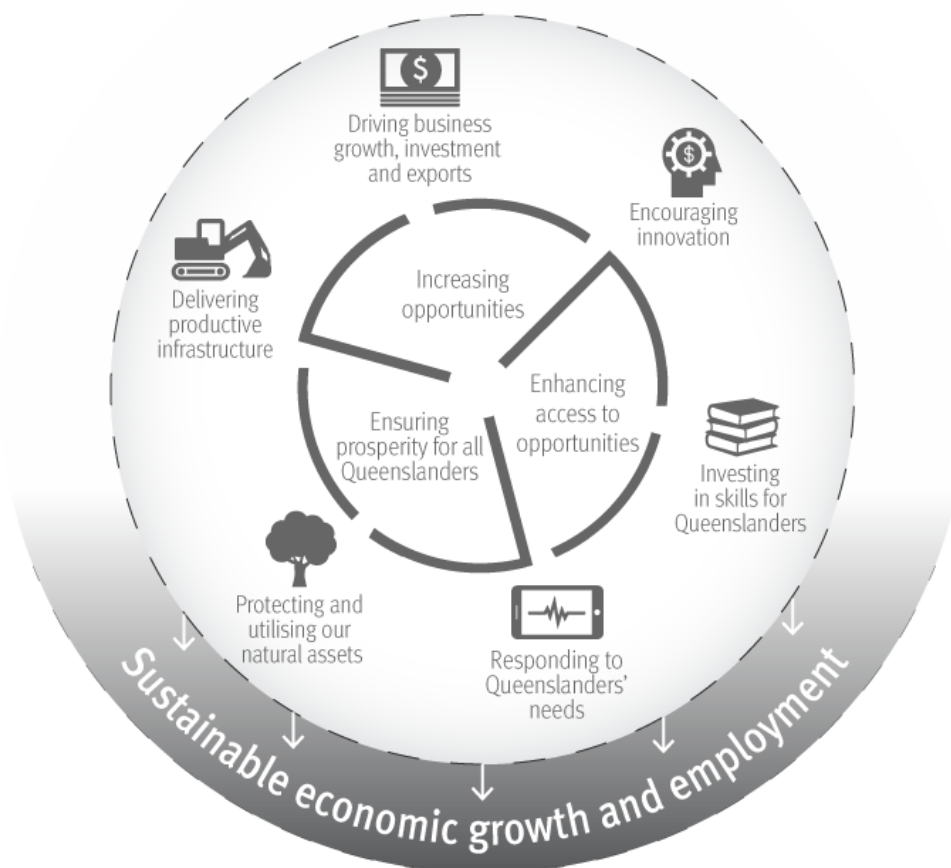 $
Driving business
growth, investment
and exports
$
Encouraging
innovation
Delivering
productive
infrastructure
Increasing
opportunities
Enhancing
access to
opportunities
Ensuring
prosperity for all
Queenslanders
Investing
in skills for
Queenslanders
Protecting and
utilising our
natural assets
Responding to
Queenslanders’
needs
Sustainable economic growth and employment